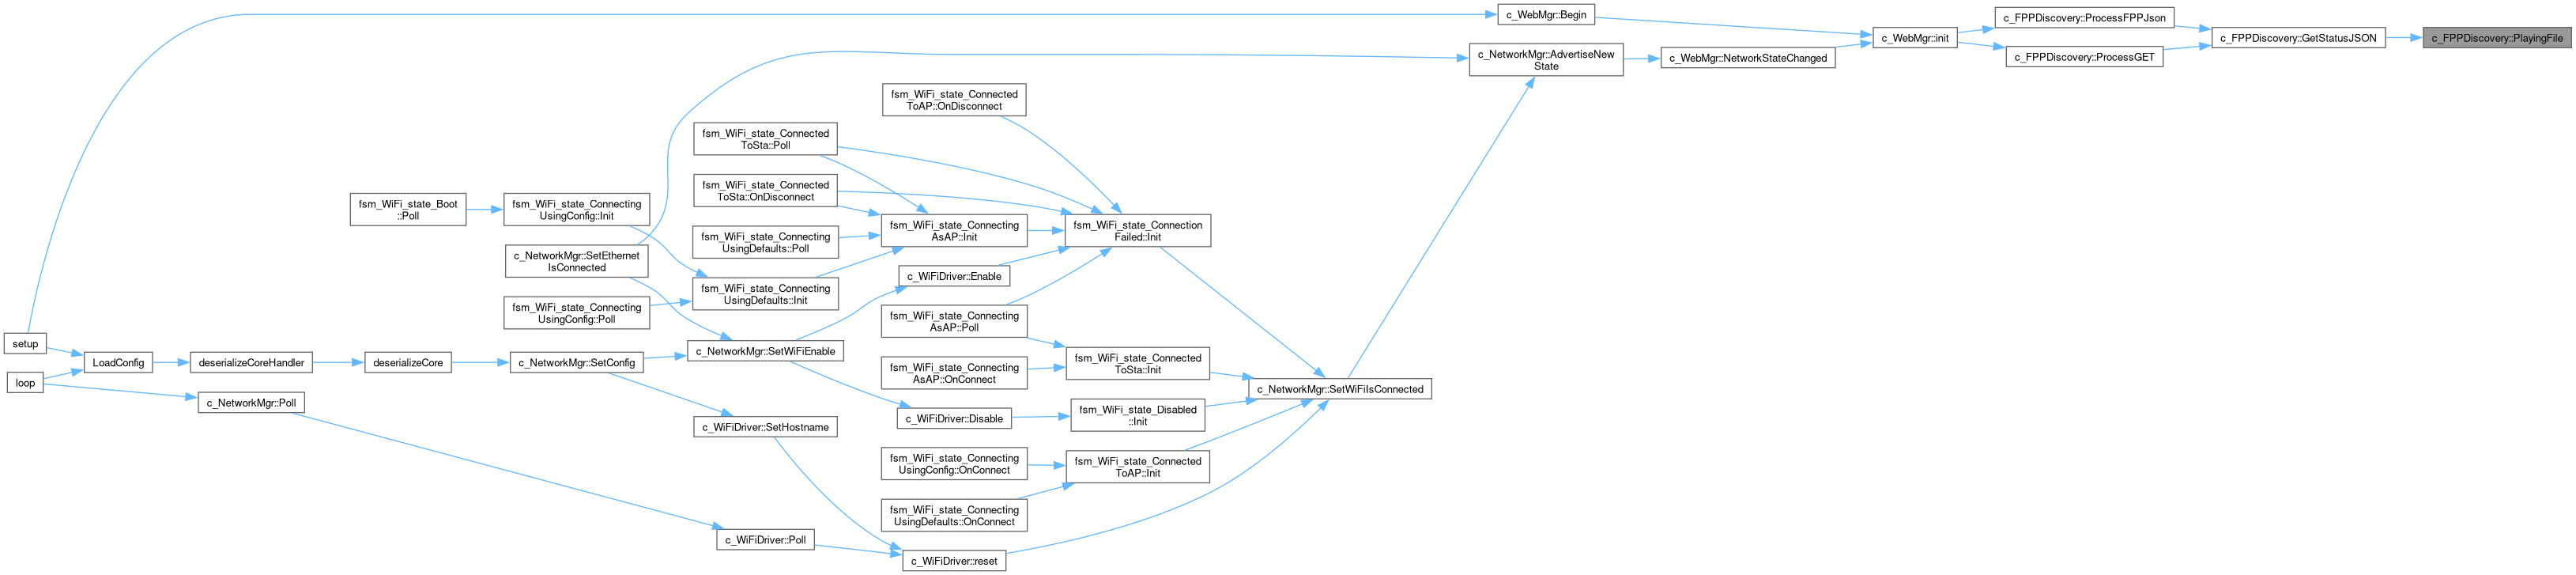 c_WebMgr::Begin
c_FPPDiscovery::ProcessFPPJson
c_WebMgr::init
c_FPPDiscovery::GetStatusJSON
c_FPPDiscovery::PlayingFile
c_NetworkMgr::AdvertiseNew
State
c_WebMgr::NetworkStateChanged
c_FPPDiscovery::ProcessGET
fsm_WiFi_state_Connected
ToAP::OnDisconnect
fsm_WiFi_state_Connected
ToSta::Poll
fsm_WiFi_state_Connected
ToSta::OnDisconnect
fsm_WiFi_state_Boot
::Poll
fsm_WiFi_state_Connecting
UsingConfig::Init
fsm_WiFi_state_Connecting
AsAP::Init
fsm_WiFi_state_Connection
Failed::Init
fsm_WiFi_state_Connecting
UsingDefaults::Poll
c_NetworkMgr::SetEthernet
IsConnected
c_WiFiDriver::Enable
fsm_WiFi_state_Connecting
UsingDefaults::Init
fsm_WiFi_state_Connecting
UsingConfig::Poll
fsm_WiFi_state_Connecting
AsAP::Poll
setup
c_NetworkMgr::SetWiFiEnable
LoadConfig
deserializeCoreHandler
deserializeCore
c_NetworkMgr::SetConfig
fsm_WiFi_state_Connecting
AsAP::OnConnect
fsm_WiFi_state_Connected
ToSta::Init
loop
c_NetworkMgr::SetWiFiIsConnected
c_NetworkMgr::Poll
c_WiFiDriver::Disable
fsm_WiFi_state_Disabled
::Init
c_WiFiDriver::SetHostname
fsm_WiFi_state_Connecting
UsingConfig::OnConnect
fsm_WiFi_state_Connected
ToAP::Init
fsm_WiFi_state_Connecting
UsingDefaults::OnConnect
c_WiFiDriver::Poll
c_WiFiDriver::reset